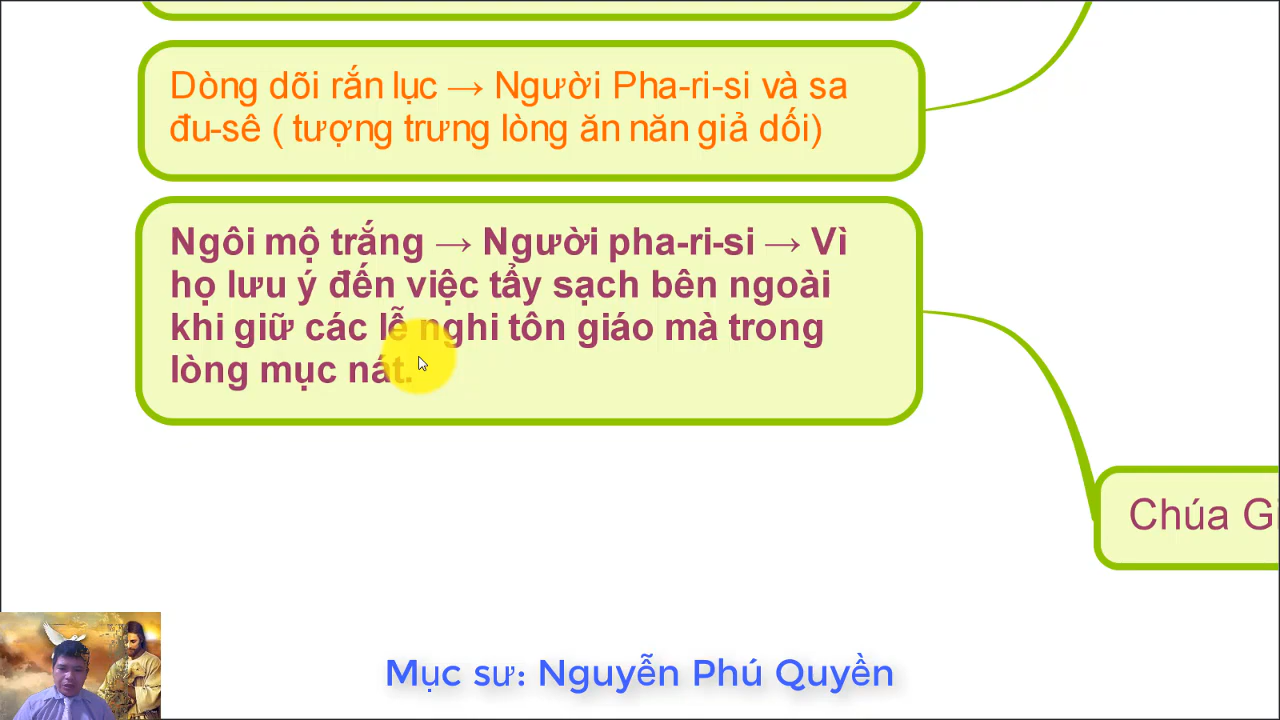 Dòng dõi rắn lục → Người Pha-ri-si và sa
đu-sê ( tượng trưng lòng ăn năn giả dối)
Ngôi mộ trắng → Người pha-ri-si → Vì
họ lưu ý đến việc tẩy sạch bên ngoài
khi giữ các lễ nghi tôn giáo mà trong
lòng mục nát.
Chúa Gi
Mục sư: Nguyễn Phú Quyền